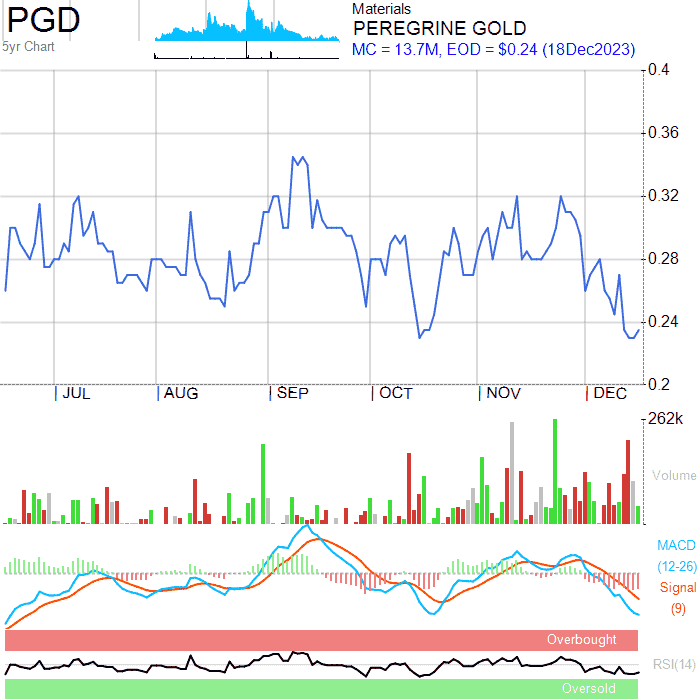 PGD
5yr Chart
Materials
PEREGRINE GOLD
MC = 13.7M, EOD = $0.24 (18Dec2023)
0.4
0.36
0.32
0.28
0.24
0.2
JUL AUG SEP OCT NOV DEC
262k
Volume
MACD
(12-26)
Signal
(9)
Overbought
RSI(14)
Oversold